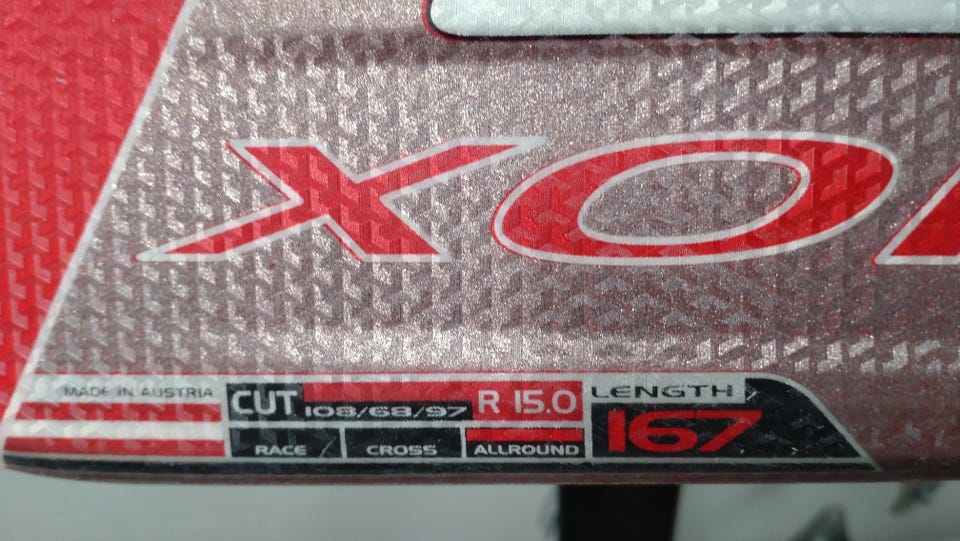 XO
MADE IN AUSTRIA
CUT 108/68/97 R 15.0
RACE CROSS ALLROUND
LENGTH
167